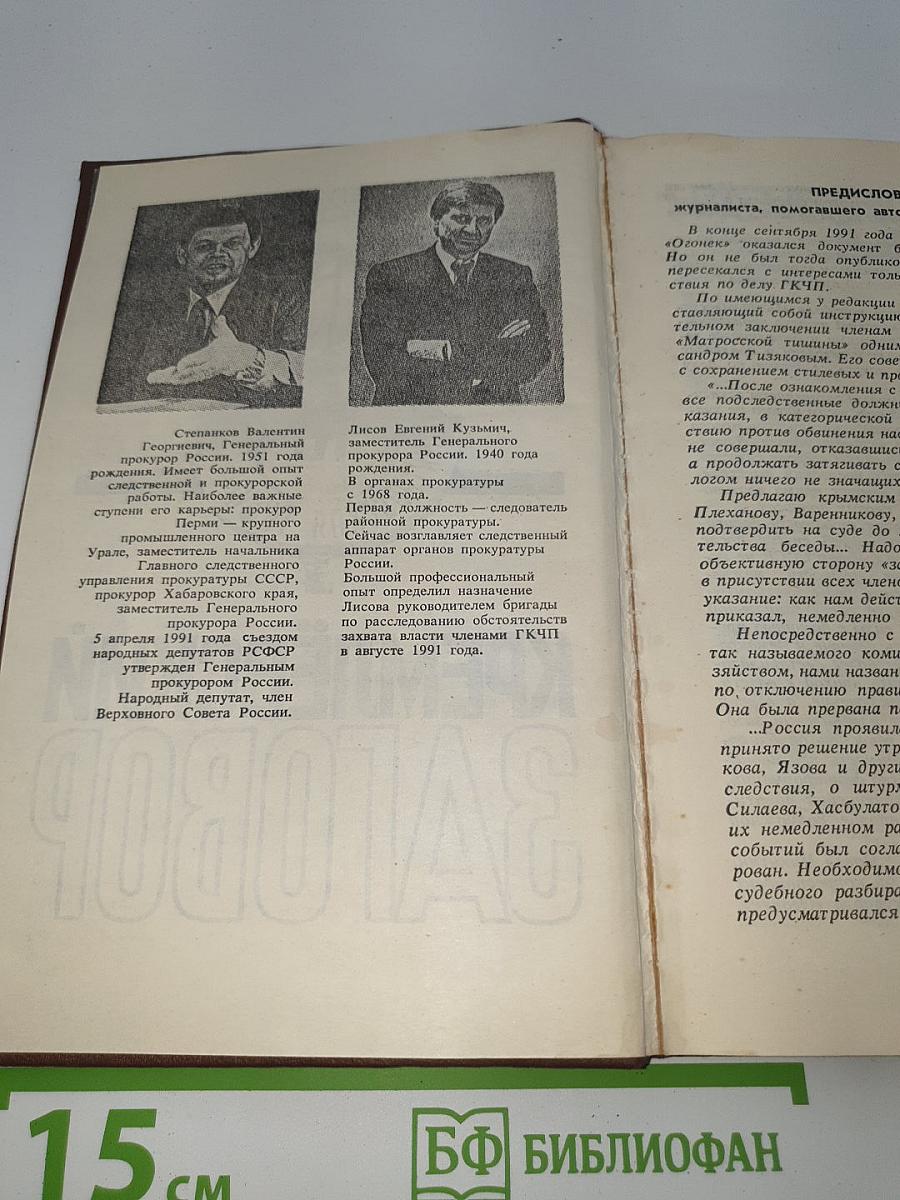 Степанков Валентин
Георгиевич, Генеральный
прокурор России. 1951 года
рождения. Имеет большой опыт
следственной и прокурорской
работы. Наиболее важные
ступени его карьеры: прокурор
Перми — крупного
промышленного центра на
Урале, заместитель начальника
Главного следственного
управления прокуратуры СССР,
прокурор Хабаровского края,
заместитель Генерального
прокурора России.
5 апреля 1991 года съездом
народных депутатов РСФСР
утвержден Генеральным
прокурором России.
Народный депутат, член
Верховного Совета России.
Лисов Евгений Кузьмич,
заместитель Генерального
прокурора России. 1940 года
рождения.
В органах прокуратуры
с 1968 года.
Первая должность — следователь
районной прокуратуры.
Сейчас возглавляет следственный
аппарат органов прокуратуры
России.
Большой профессиональный
опыт определил назначение
Лисова руководителем бригады
по расследованию обстоятельств
захвата власти членами ГКЧП
в августе 1991 года.
ПРЕДИСЛОВ
журналиста, помогавшего авто
В конце сентября 1991 года
«Огонек» оказался документ б
Но он не был тогда опублико
пересекался с интересами толь
ствия по делу ГКЧП.
По имеющимся у редакции
ставляющий собой инструкцию
тельном заключении членам
«Матросской тишины» одним
сандром Тизяковым. Его сове
с сохранением стилевых и пр
«...После ознакомления с
все подследственные должн
казания, в категорической
ствию против обвинения на
не совершали, отказавшис
а продолжать затягивать с
логом ничего не значащих
Предлагаю крымским
Плеханову, Варенникову,
подтвердить на суде до
тельства беседы... Надо
объективную сторону «за
в присутствии всех члено
указание: как нам дейст
приказал, немедленно
Непосредственно с
так называемого коми
зяйством, нами назван
по отключению прави
Она была прервана п
...Россия проявил
принято решение утр
кова, Язова и други
следствия, о штурм
Силаева, Хасбулато
их немедленном ра
событий был согла
рован. Необходимо
судебного разбира
предусматривался
ЗАГОВОР
15 см
БФ БИБЛИОФАН